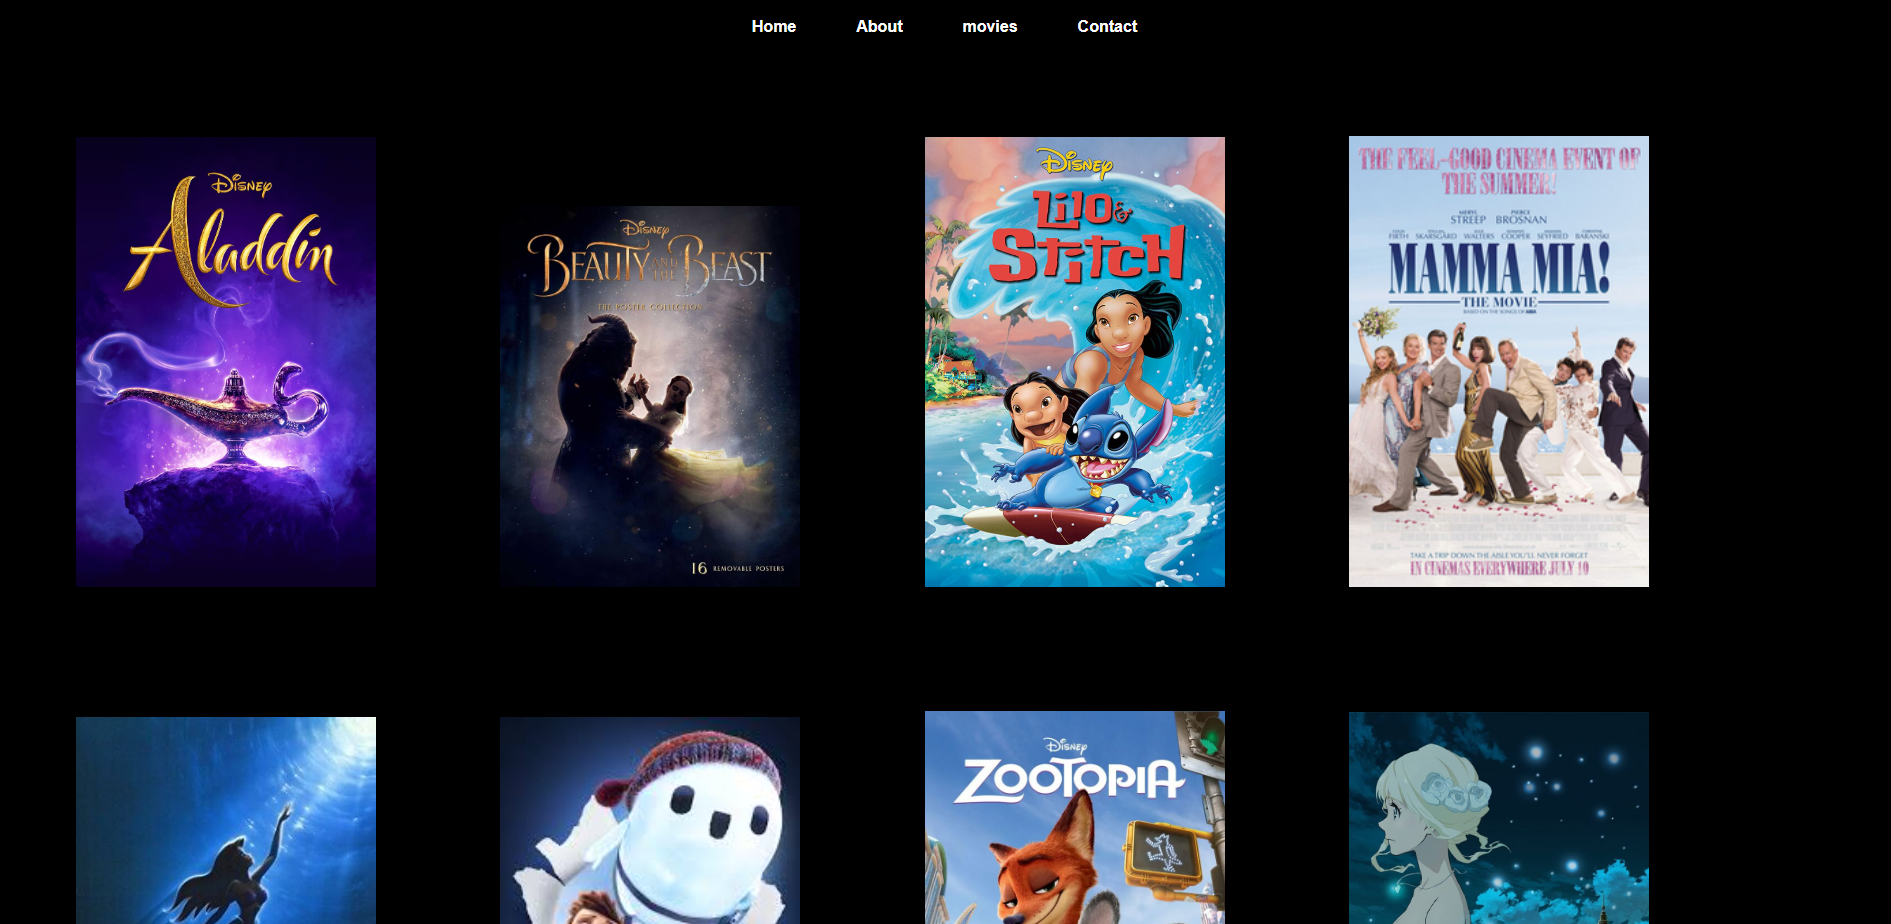 Home About movies Contact
Disney
Aladdin
Disney
BEAUTY AND THE BEAST
THE POSTER COLLECTION
16 REMOVABLE POSTERS
Disney
Lilo &
Stitch
THE FEEL-GOOD CINEMA EVENT OF
THE SUMMER!
MERYL PIERCE
STREEP BROSNAN
COLIN STELLAN JULIE DOMINIC AMANDA CHRISTINE
FIRTH SKARSGÅRD WALTERS COOPER SEYFRIED BARANSKI
MAMMA MIA!
THE MOVIE
BASED ON THE SONGS OF ABBA
TAKE A TRIP DOWN THE AISLE YOU'LL NEVER FORGET
IN CINEMAS EVERYWHERE JULY 10
Disney
ZOOTOPIA